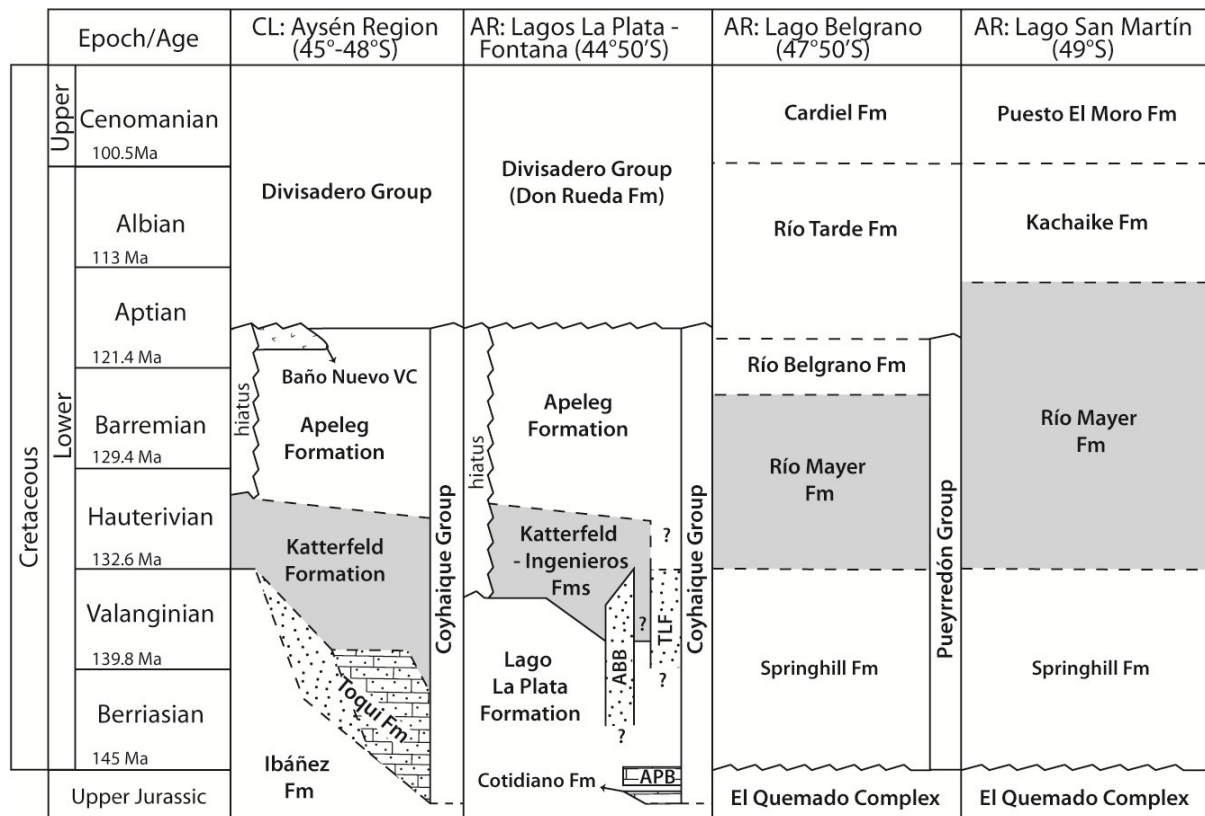 Epoch/Age
CL: Aysén Region
(45°-48°S)
AR: Lagos La Plata -
Fontana (44°50'S)
AR: Lago Belgrano
(47°50'S)
AR: Lago San Martín
(49°S)
Cretaceous
Upper
Lower
Cenomanian
100.5Ma
Albian
113 Ma
Aptian
121.4 Ma
Barremian
129.4 Ma
Hauterivian
132.6 Ma
Valanginian
139.8 Ma
Berriasian
145 Ma
Upper Jurassic
Divisadero Group
hiatus
Baño Nuevo VC
Apeleg
Formation
Katterfeld
Formation
Toqui Fm
Ibáñez
Fm
Coyhaique Group
Divisadero Group
(Don Rueda Fm)
hiatus
Apeleg
Formation
Katterfeld
- Ingenieros
Fms
?
?
ABB
TLF
?
?
Lago
La Plata
Formation
Cotidiano Fm
APB
Coyhaique Group
Cardiel Fm
Río Tarde Fm
Río Belgrano Fm
Río Mayer
Fm
Springhill Fm
Pueyrredón Group
El Quemado Complex
Puesto El Moro Fm
Kachaike Fm
Río Mayer
Fm
Springhill Fm
El Quemado Complex